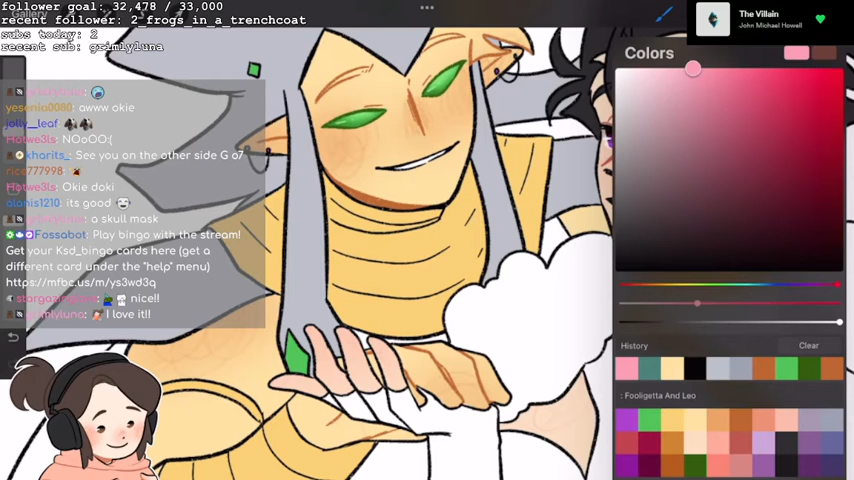 follower goal: 32,478 / 33,000
recent follower: 2_frogs_in_a_trenchcoat
subs today: 2
recent sub: grimlyluna
Gallery
yesenia0080: awww okie
jolly__leaf
Hotwe3ls: NOoOO:(
kharits_: See you on the other side G o7
rice777998:
Hotwe3ls: Okie doki
alanis1210: its good
: a skull mask
Fossabot: Play bingo with the stream!
Get your Ksd_bingo cards here (get a
different card under the "help" menu)
https://mfbc.us/m/ys3wd3q
: nice!!
grimlyluna: I love it!!
The Villain
John Michael Howell
Colors
History
Clear
: Fooligetta And Leo